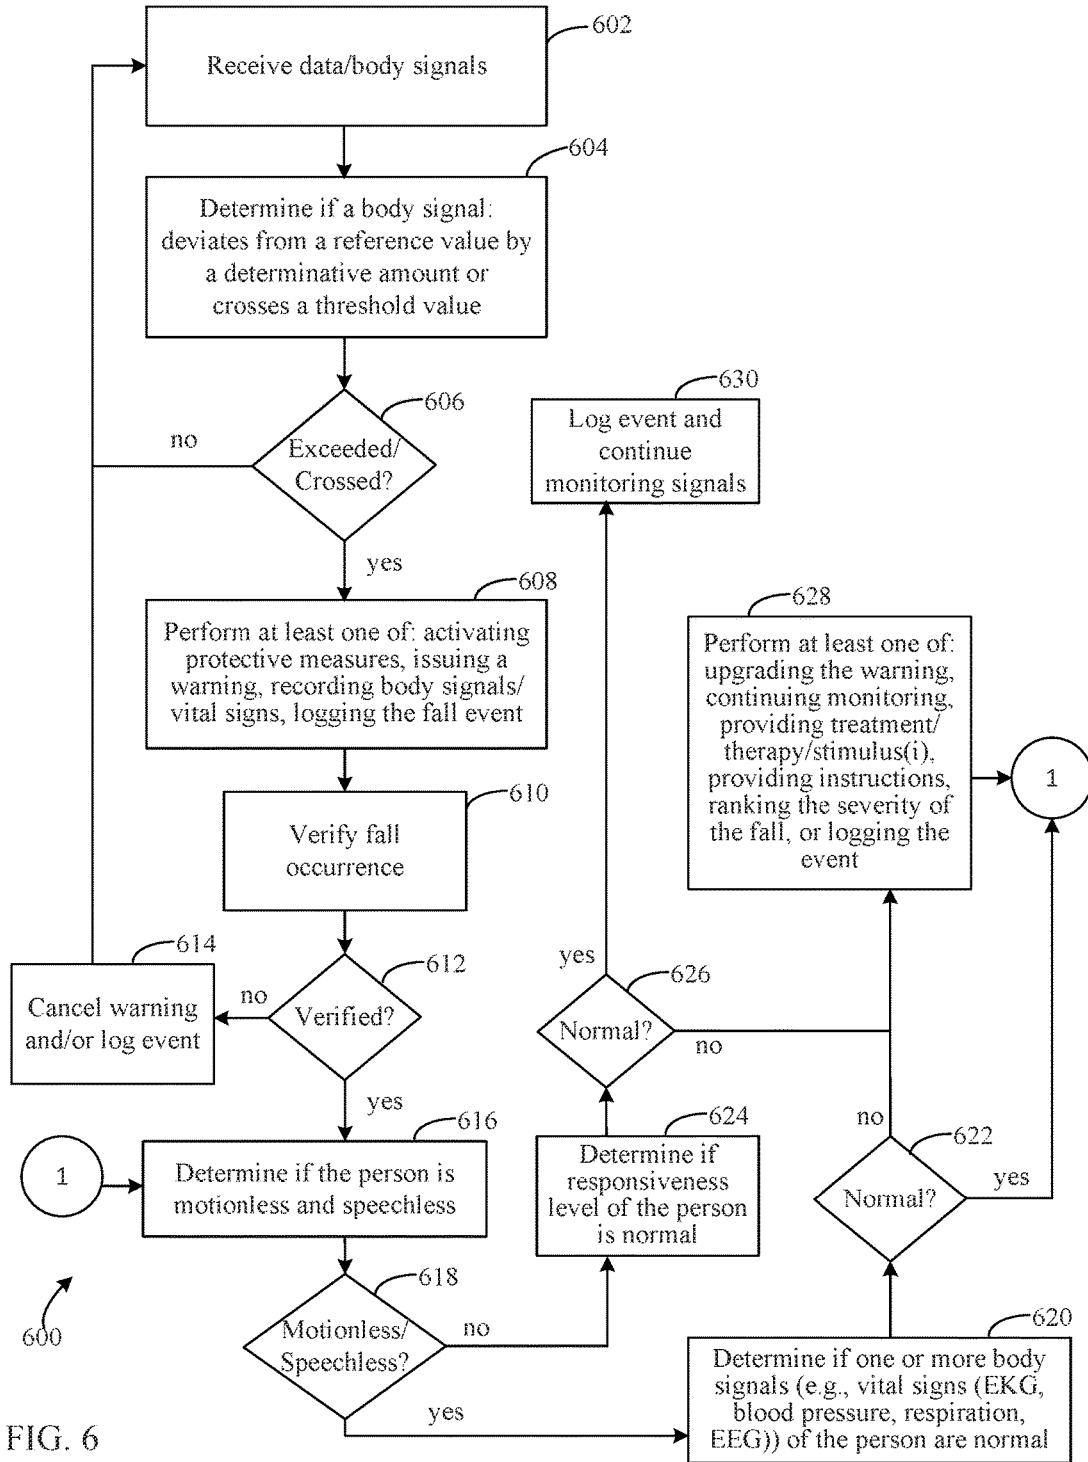 602
Receive data/body signals
604
Determine if a body signal:
deviates from a reference value by
a determinative amount or
crosses a threshold value
606
Exceeded/
Crossed?
no
yes
608
Perform at least one of: activating
protective measures, issuing a
warning, recording body signals/
vital signs, logging the fall event
610
Verify fall
occurrence
612
Verified?
no
yes
614
Cancel warning
and/or log event
616
Determine if the person is
motionless and speechless
1
618
Motionless/
Speechless?
no
yes
600
620
Determine if one or more body
signals (e.g., vital signs (EKG,
blood pressure, respiration,
EEG)) of the person are normal
622
Normal?
no
yes
624
Determine if
responsiveness
level of the person
is normal
626
Normal?
yes
no
628
Perform at least one of:
upgrading the warning,
continuing monitoring,
providing treatment/
therapy/stimulus(i),
providing instructions,
ranking the severity of
the fall, or logging the
event
1
630
Log event and
continue
monitoring signals
FIG. 6